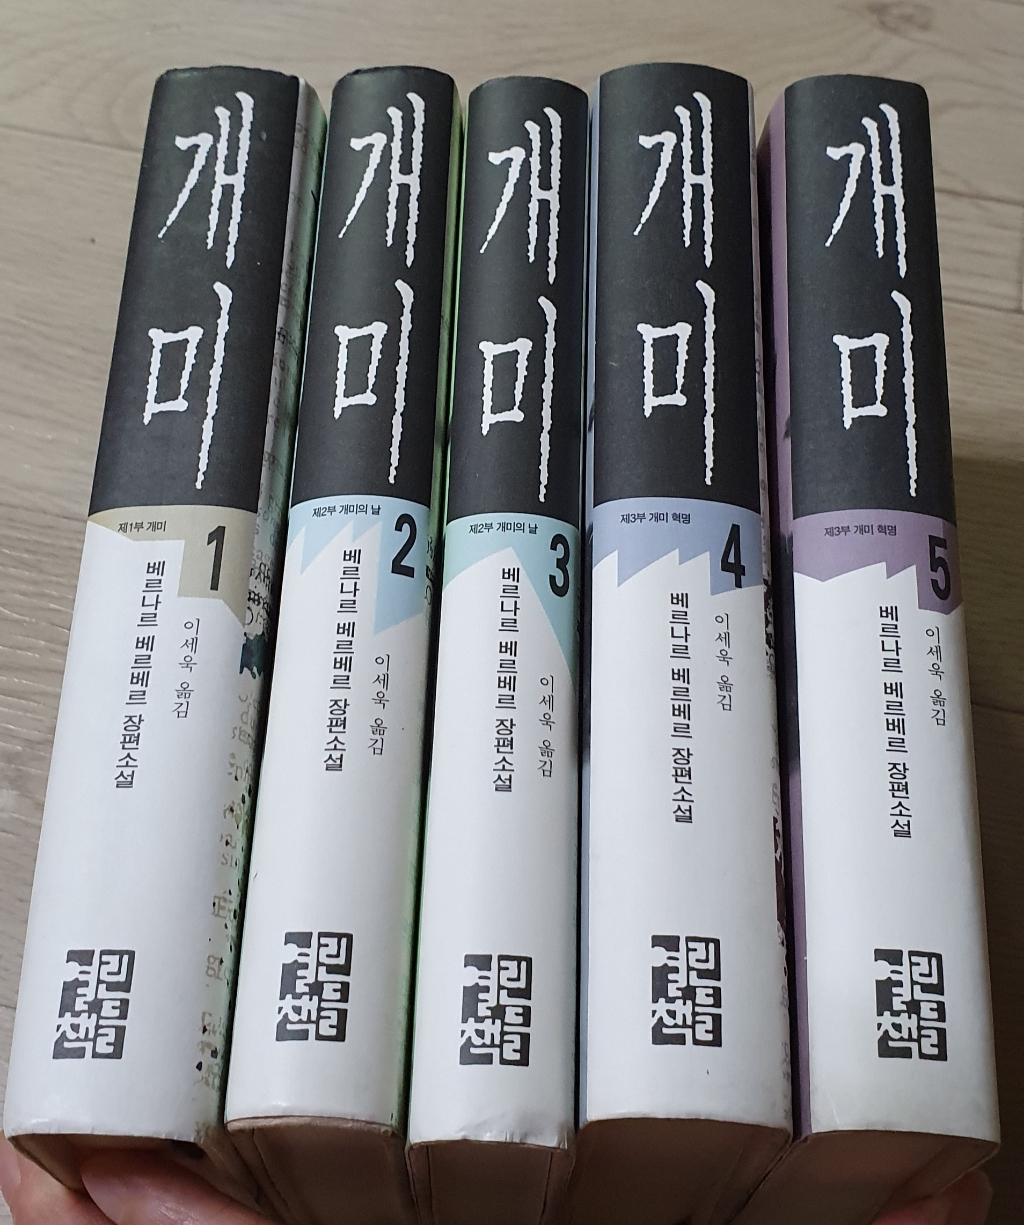 개미
제1부 개미
1
베르나르 베르베르 장편소설
이세욱 옮김
열린책들
개미
제2부 개미의 날
2
베르나르 베르베르 장편소설
이세욱 옮김
열린책들
개미
제2부 개미의 날
3
베르나르 베르베르 장편소설
이세욱 옮김
열린책들
개미
제3부 개미 혁명
4
베르나르 베르베르 장편소설
이세욱 옮김
열린책들
개미
제3부 개미 혁명
5
베르나르 베르베르 장편소설
이세욱 옮김
열린책들